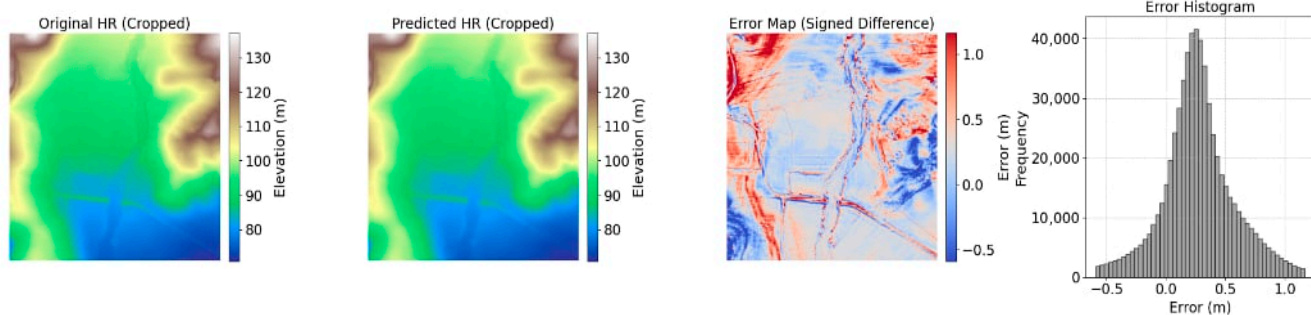 Original HR (Cropped)
130
120
110
100
90
80
Elevation (m)
Predicted HR (Cropped)
130
120
110
100
90
80
Elevation (m)
Error Map (Signed Difference)
1.0
0.5
0.0
−0.5
Error (m)
Error Histogram
40,000
30,000
20,000
10,000
0
Frequency
−0.5 0.0 0.5 1.0
Error (m)